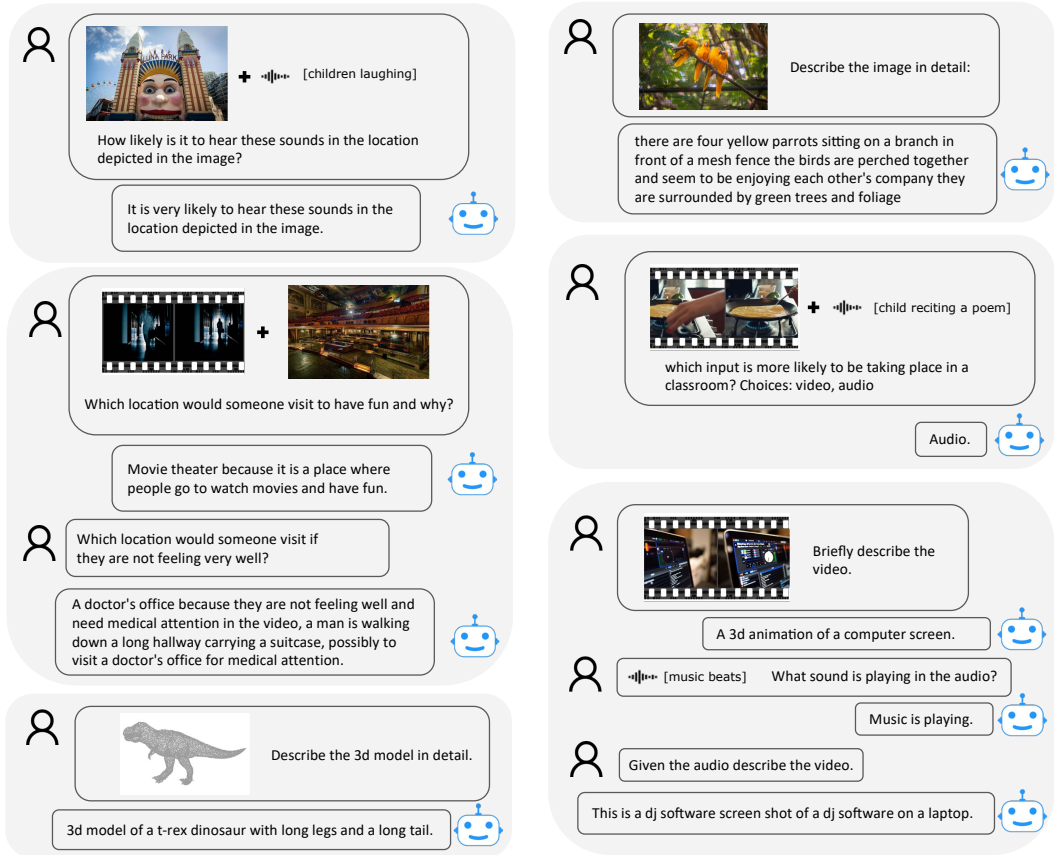 LUNA PARK
[children laughing]
How likely is it to hear these sounds in the location
depicted in the image?
It is very likely to hear these sounds in the
location depicted in the image.
Which location would someone visit to have fun and why?
Movie theater because it is a place where
people go to watch movies and have fun.
Which location would someone visit if
they are not feeling very well?
A doctor's office because they are not feeling well and
need medical attention in the video, a man is walking
down a long hallway carrying a suitcase, possibly to
visit a doctor's office for medical attention.
Describe the 3d model in detail.
3d model of a t-rex dinosaur with long legs and a long tail.
Describe the image in detail:
there are four yellow parrots sitting on a branch in
front of a mesh fence the birds are perched together
and seem to be enjoying each other's company they
are surrounded by green trees and foliage
[child reciting a poem]
which input is more likely to be taking place in a
classroom? Choices: video, audio
Audio.
Briefly describe the
video.
A 3d animation of a computer screen.
[music beats] What sound is playing in the audio?
Music is playing.
Given the audio describe the video.
This is a dj software screen shot of a dj software on a laptop.